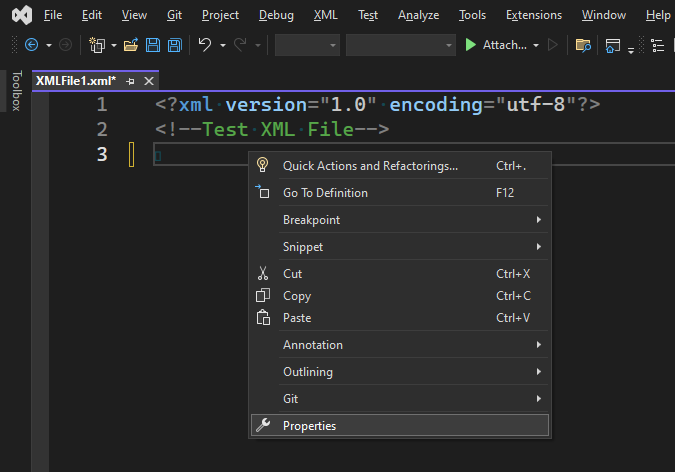 File Edit View Git Project Debug XML Test Analyze Tools Extensions Window Help
Attach...
Toolbox
XMLFile1.xml*
1 <?xml version="1.0" encoding="utf-8"?>
2 <!--Test XML File-->
3
Quick Actions and Refactorings... Ctrl+.
Go To Definition F12
Breakpoint
Snippet
Cut Ctrl+X
Copy Ctrl+C
Paste Ctrl+V
Annotation
Outlining
Git
Properties